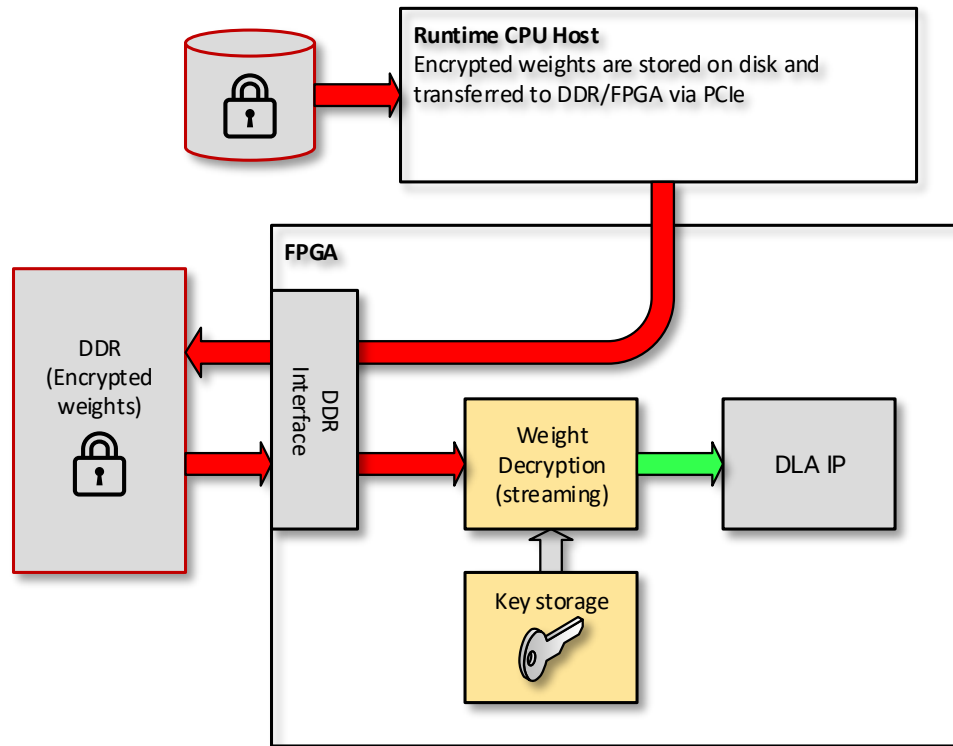 Runtime CPU Host
Encrypted weights are stored on disk and
transferred to DDR/FPGA via PCIe
FPGA
DDR
(Encrypted
weights)
DDR
Interface
Weight
Decryption
(streaming)
DLA IP
Key storage